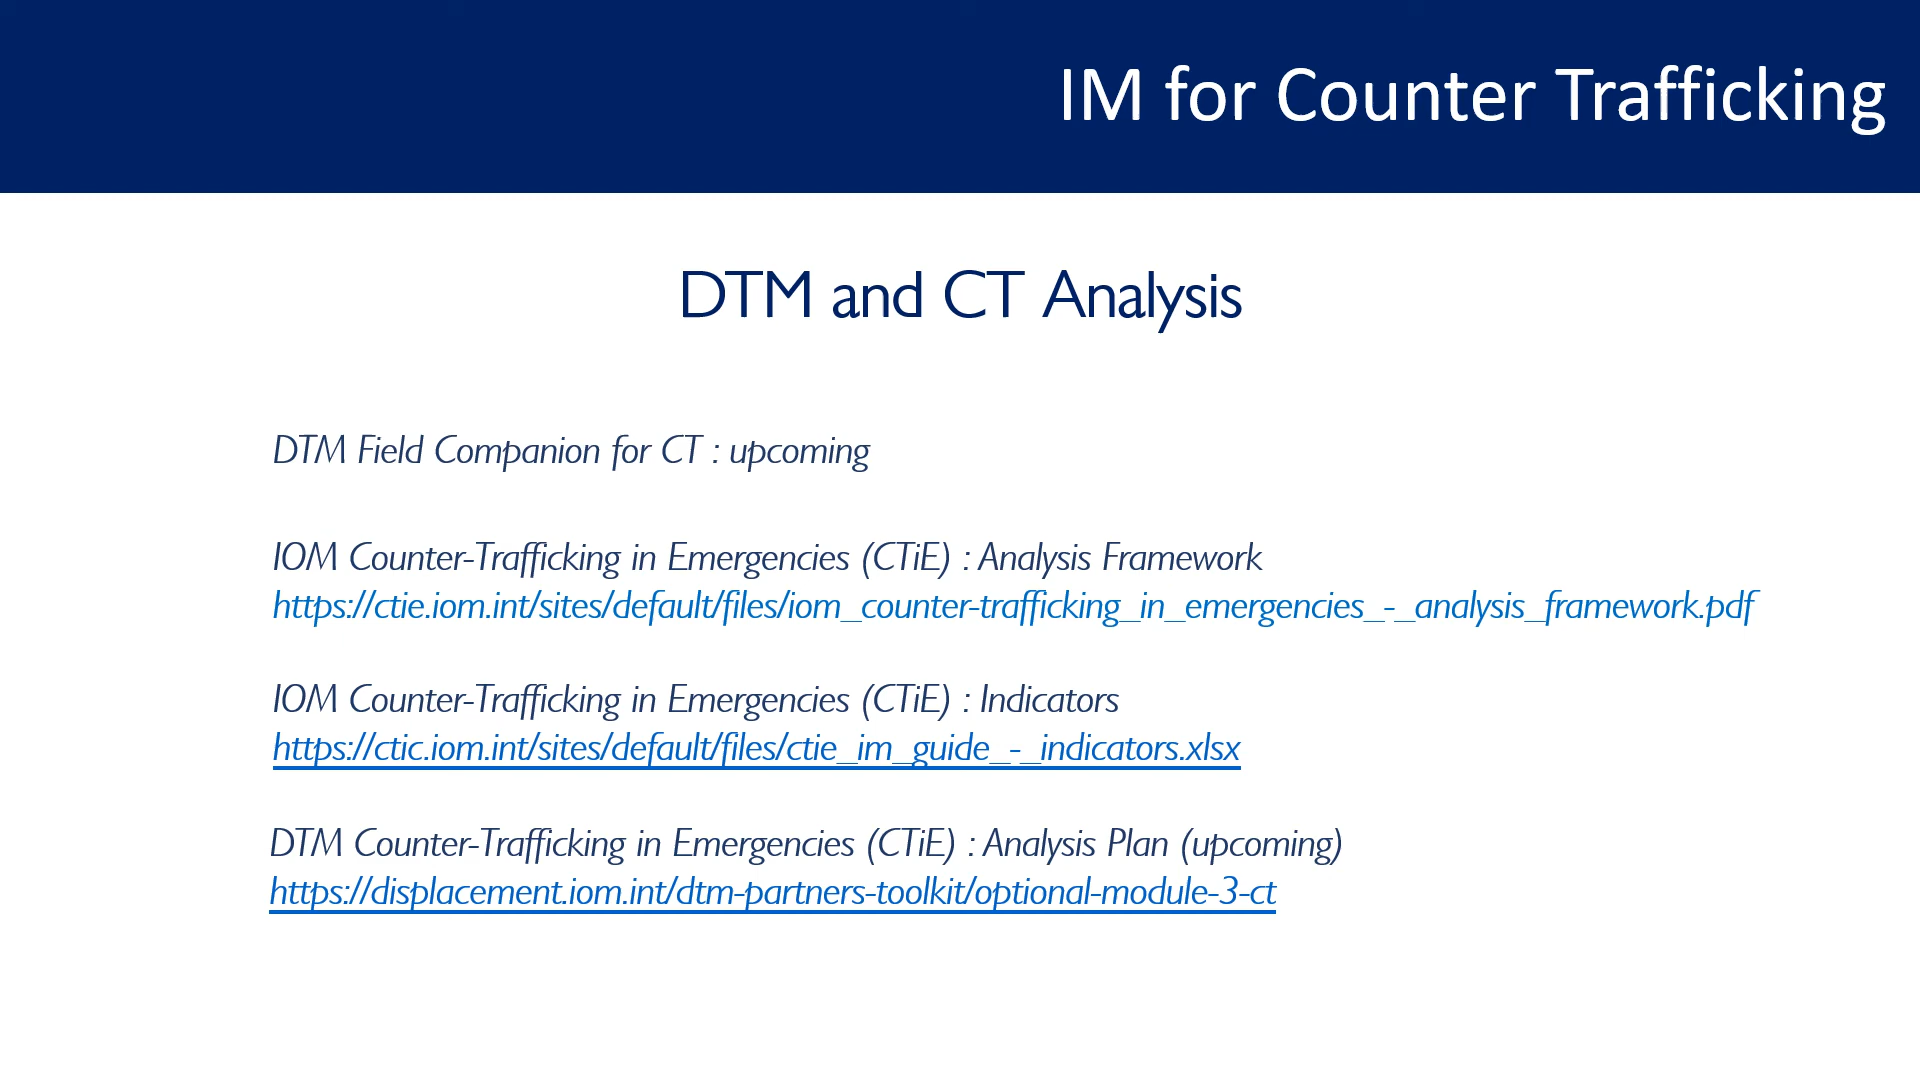 IM for Counter Trafficking
DTM and CT Analysis
DTM Field Companion for CT : upcoming
IOM Counter-Trafficking in Emergencies (CTiE) : Analysis Framework
https://ctie.iom.int/sites/default/files/iom_counter-trafficking_in_emergencies_-_analysis_framework.pdf
IOM Counter-Trafficking in Emergencies (CTiE) : Indicators
https://ctic.iom.int/sites/default/files/ctie_im_guide_-_indicators.xlsx
DTM Counter-Trafficking in Emergencies (CTiE) : Analysis Plan (upcoming)
https://displacement.iom.int/dtm-partners-toolkit/optional-module-3-ct